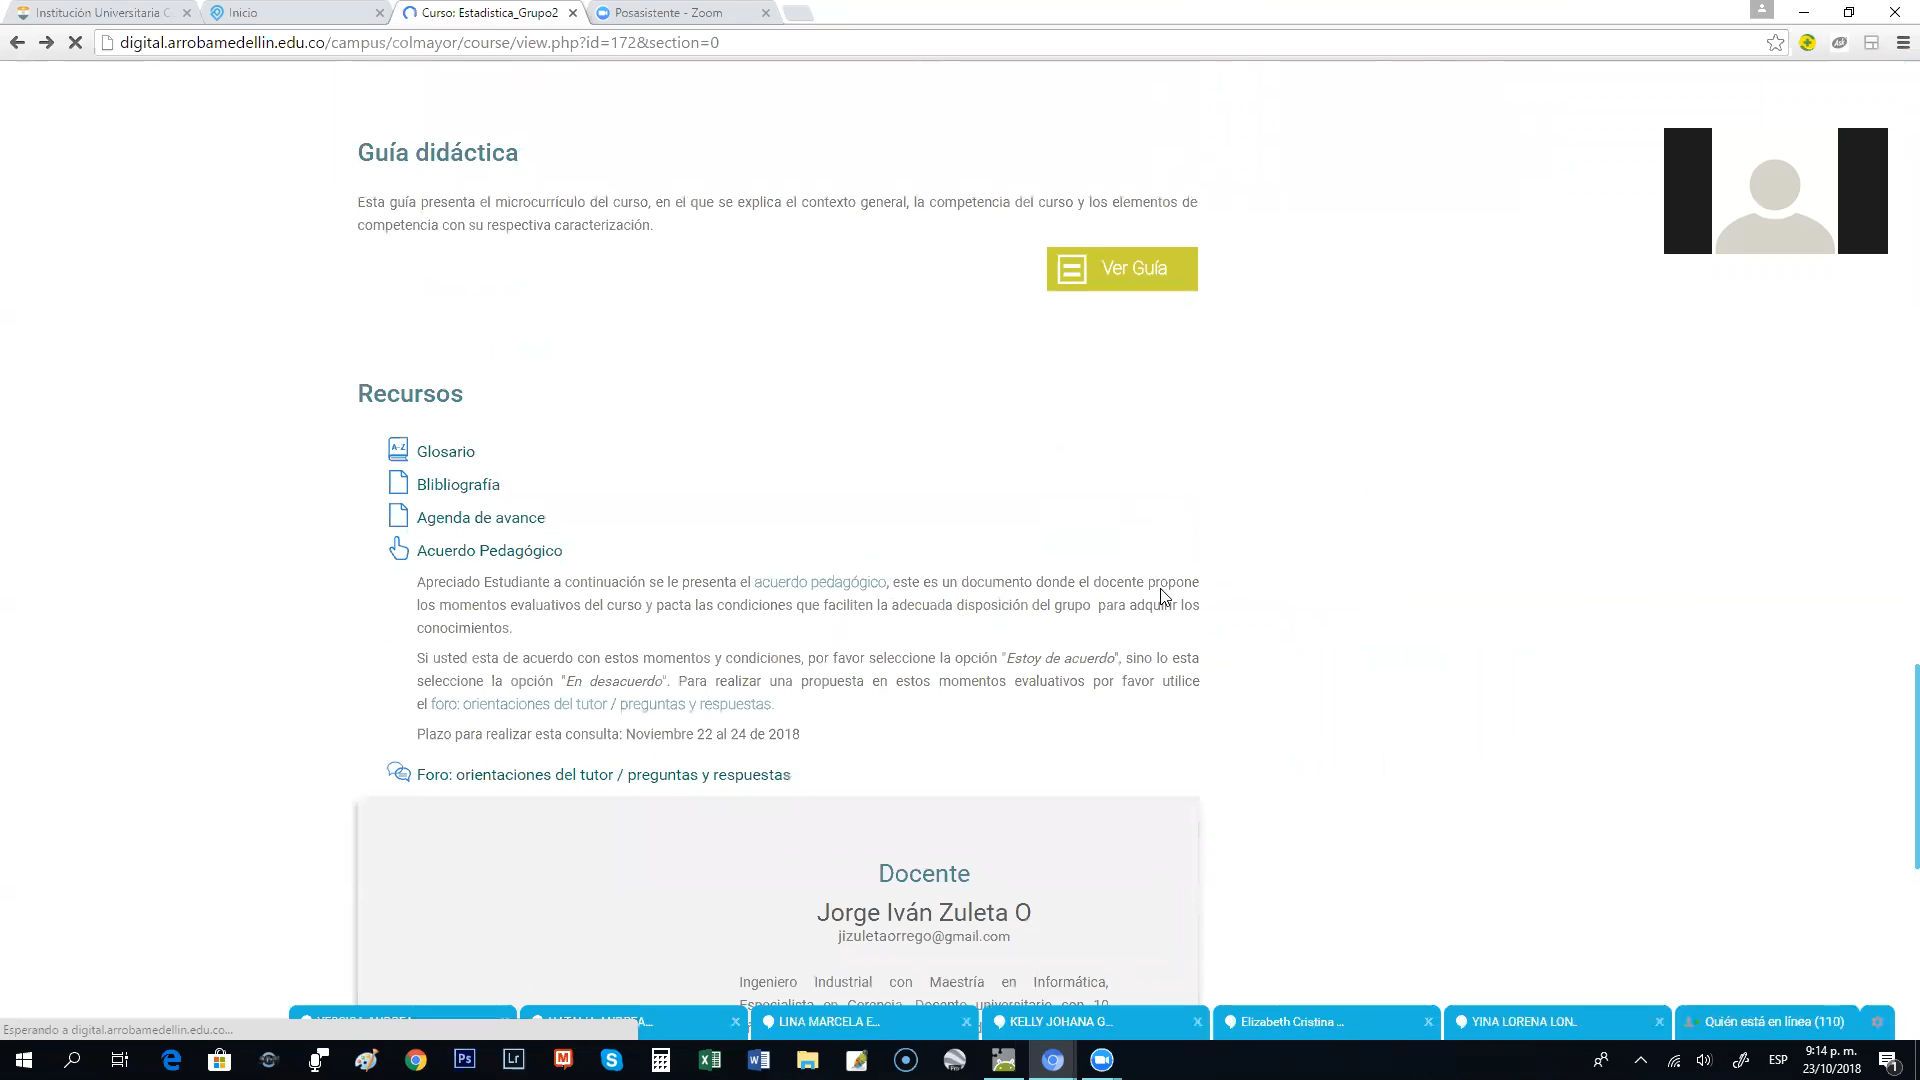 Institución Universitaria C
Inicio
Curso: Estadistica_Grupo2
Posasistente - Zoom
digital.arrobamedellin.edu.co/campus/colmayor/course/view.php?id=172&section=0
Guía didáctica
Esta guía presenta el microcurrículo del curso, en el que se explica el contexto general, la competencia del curso y los elementos de
competencia con su respectiva caracterización.
Ver Guía
Recursos
Glosario
Blibliografía
Agenda de avance
Acuerdo Pedagógico
Apreciado Estudiante a continuación se le presenta el acuerdo pedagógico, este es un documento donde el docente propone
los momentos evaluativos del curso y pacta las condiciones que faciliten la adecuada disposición del grupo para adquirir los
conocimientos.
Si usted esta de acuerdo con estos momentos y condiciones, por favor seleccione la opción "Estoy de acuerdo", sino lo esta
seleccione la opción "En desacuerdo". Para realizar una propuesta en estos momentos evaluativos por favor utilice
el foro: orientaciones del tutor / preguntas y respuestas.
Plazo para realizar esta consulta: Noviembre 22 al 24 de 2018
Foro: orientaciones del tutor / preguntas y respuestas
Docente
Jorge Iván Zuleta O
jizuletaorrego@gmail.com
Ingeniero Industrial con Maestría en Informática,
Especialista en Gerencia. Docente universitario con 10
LINA MARCELA E...
KELLY JOHANA G...
Elizabeth Cristina ...
YINA LORENA LON..
Quién está en línea (110)
Esperando a digital.arrobamedellin.edu.co...
ESP
9:14 p. m.
23/10/2018